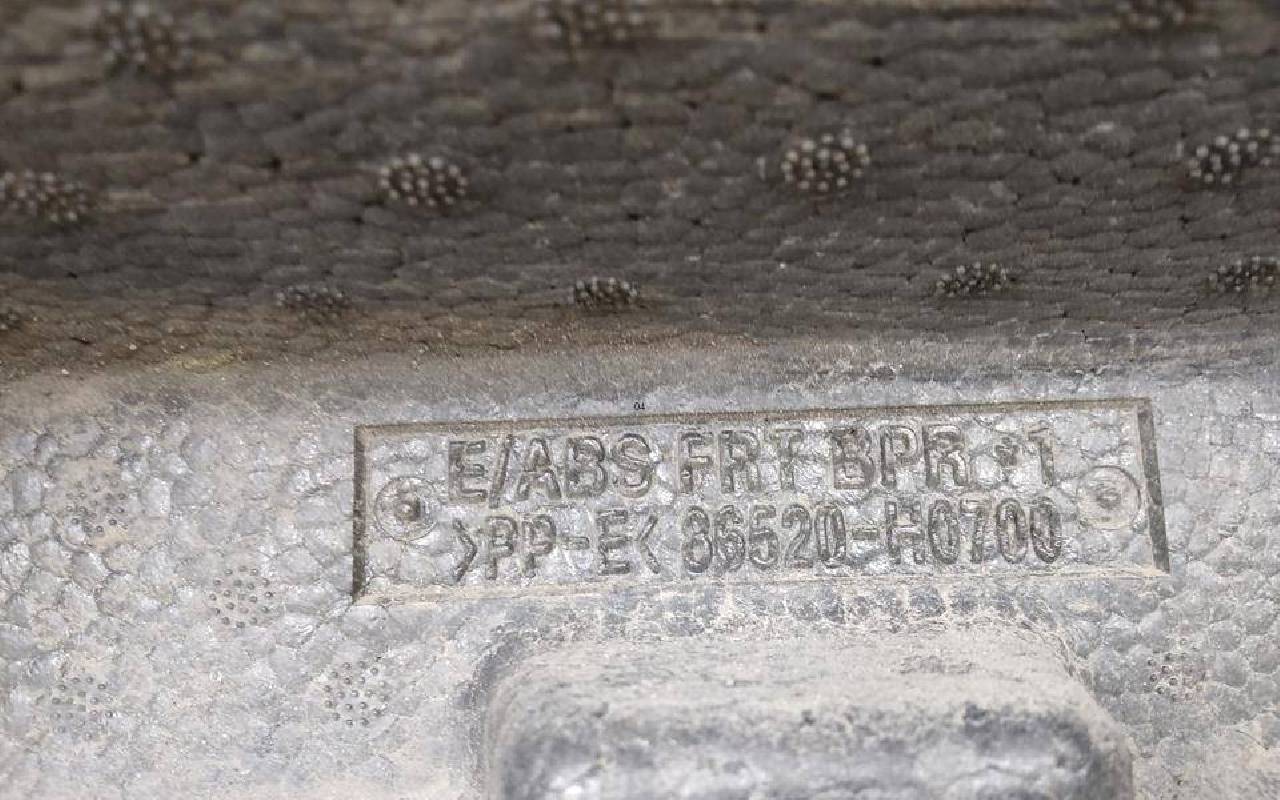 E/ABS FRT BPR #1
>PP-E< 86520-H0700